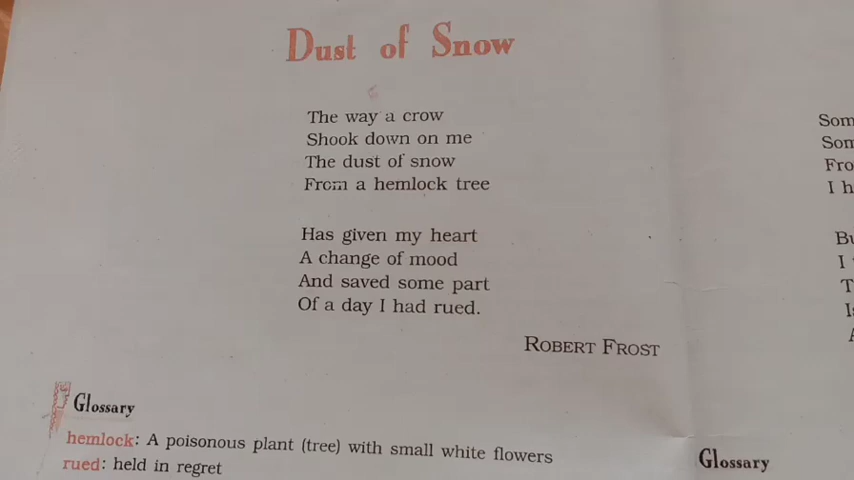 Dust of Snow
The way a crow
Shook down on me
The dust of snow
From a hemlock tree
Has given my heart
A change of mood
And saved some part
Of a day I had rued.
ROBERT FROST
Glossary
hemlock: A poisonous plant (tree) with small white flowers
rued: held in regret
I h
I
Glossary